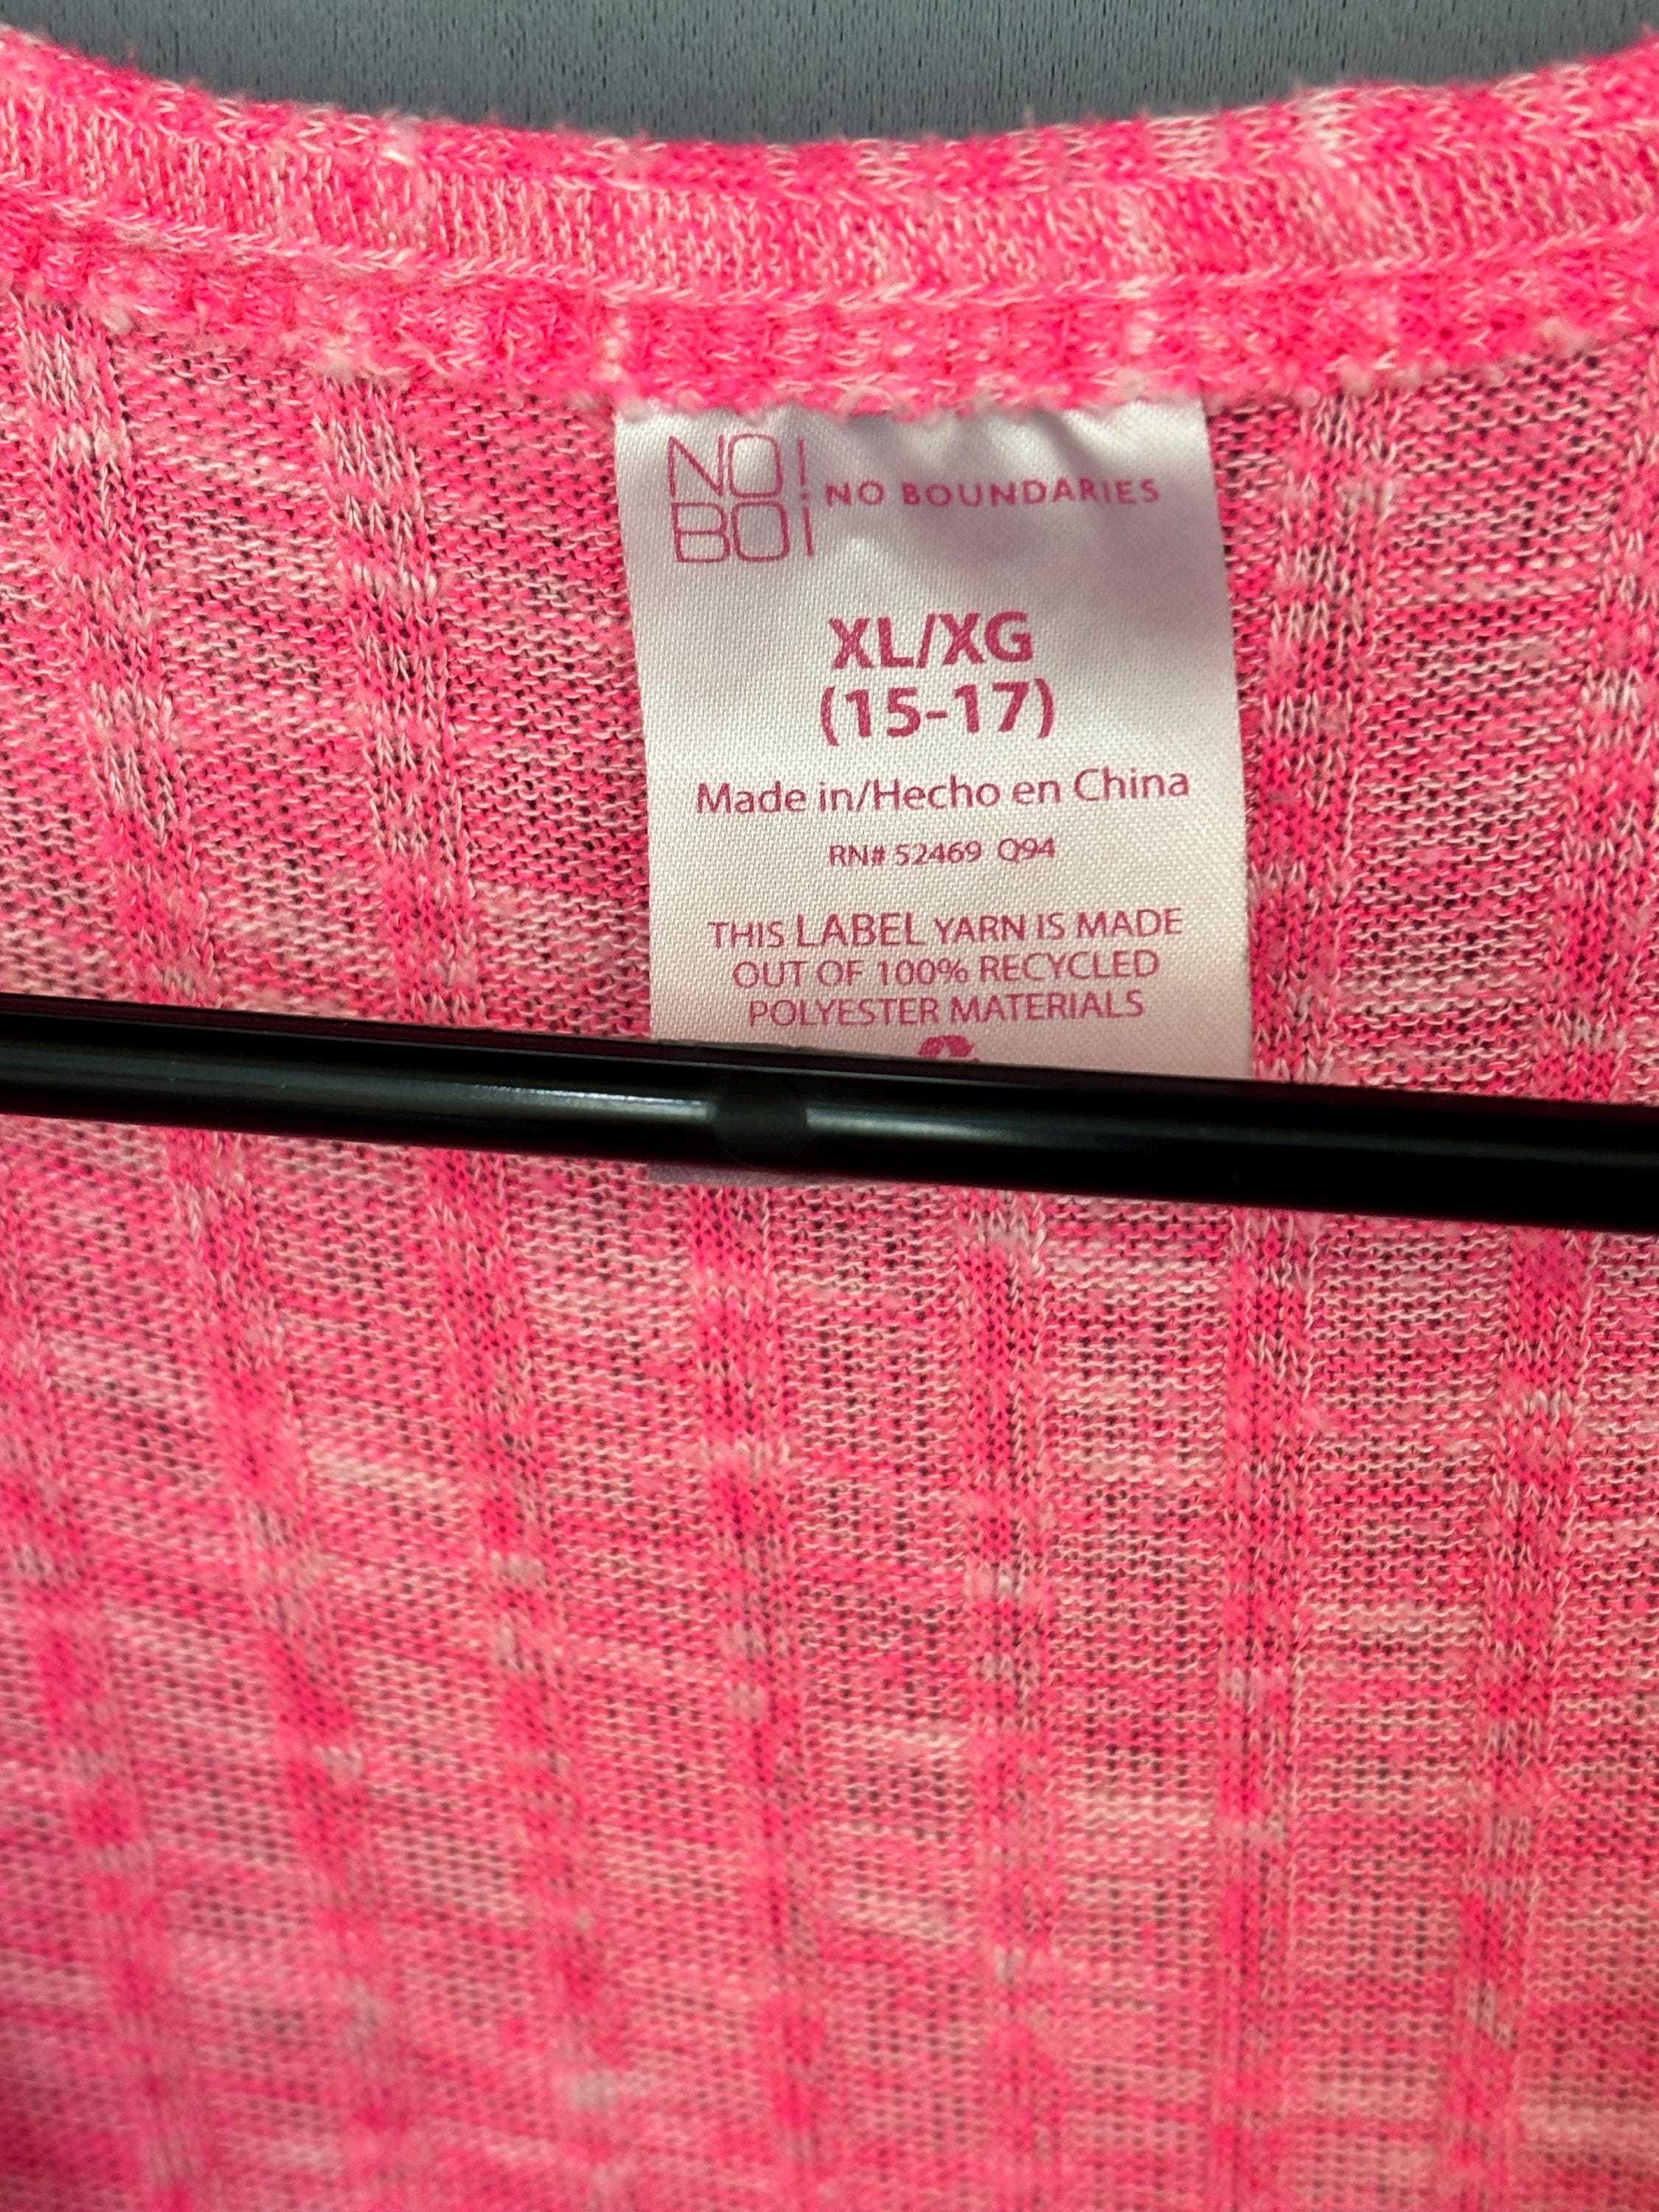 NO!
BO!
NO BOUNDARIES
XL/XG
(15-17)
Made in/Hecho en China
RN# 52469 Q94
THIS LABEL YARN IS MADE
OUT OF 100% RECYCLED
POLYESTER MATERIALS